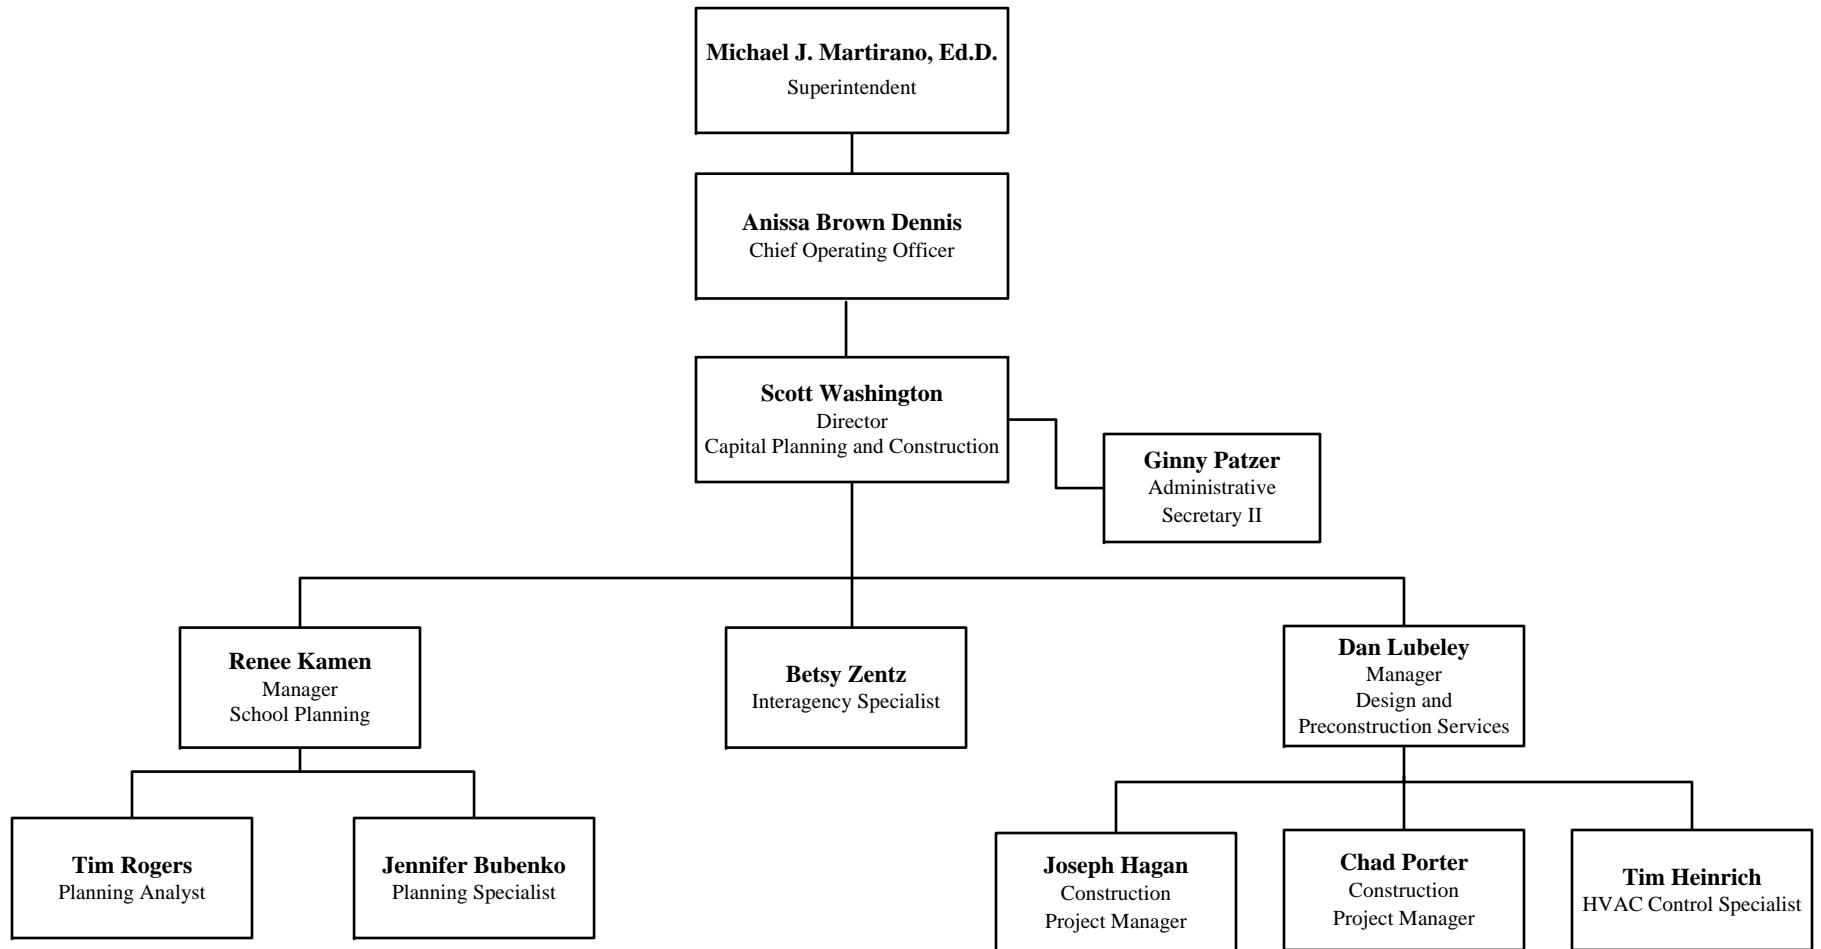 Michael J. Martirano, Ed.D.
Superintendent
Anissa Brown Dennis
Chief Operating Officer
Scott Washington
Director
Capital Planning and Construction
Ginny Patzer
Administrative
Secretary II
Renee Kamen
Manager
School Planning
Betsy Zentz
Interagency Specialist
Dan Lubeley
Manager
Design and
Preconstruction Services
Tim Rogers
Planning Analyst
Jennifer Bubenko
Planning Specialist
Joseph Hagan
Construction
Project Manager
Chad Porter
Construction
Project Manager
Tim Heinrich
HVAC Control Specialist